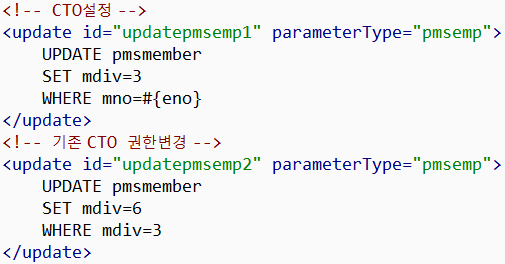 <!-- CTO설정 -->
<update id="updatepmsemp1" parameterType="pmsemp">
    UPDATE pmsmember
    SET mdiv=3
    WHERE mno=#{eno}
</update>
<!-- 기존 CTO 권한변경 -->
<update id="updatepmsemp2" parameterType="pmsemp">
    UPDATE pmsmember
    SET mdiv=6
    WHERE mdiv=3
</update>